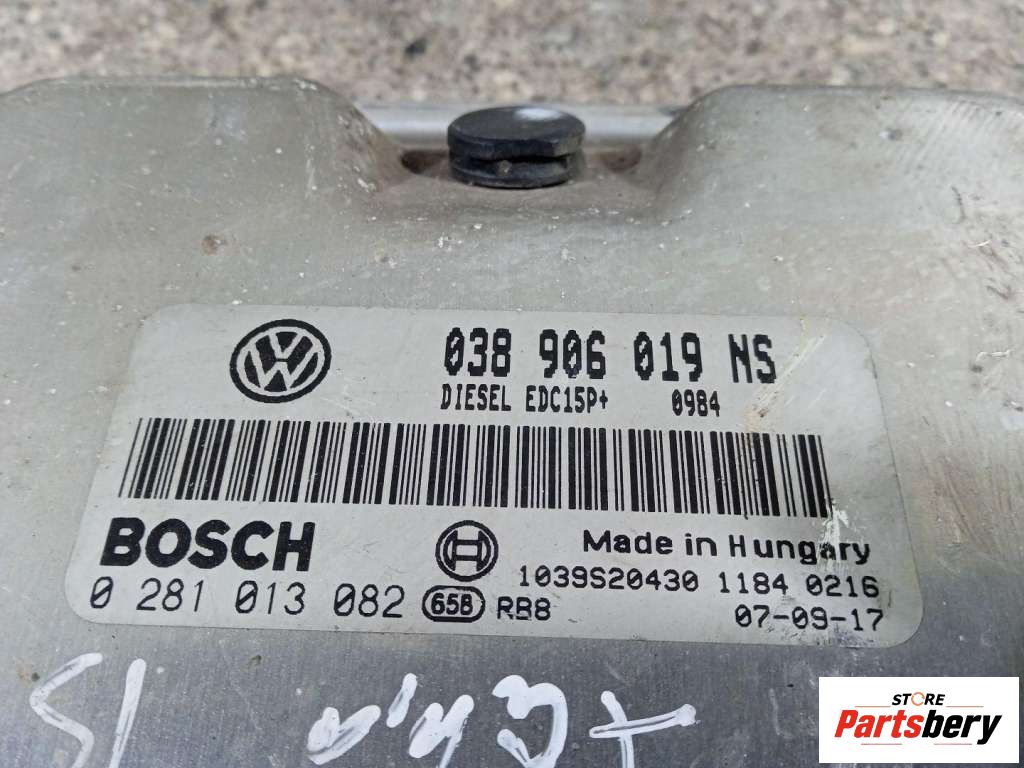 038 906 019 NS
DIESEL EDC15P+ 0984
BOSCH
Made in Hungary
1039S20430 1184 0216
0 281 013 082 658 RB8
07-09-17
STORE
Partsbery